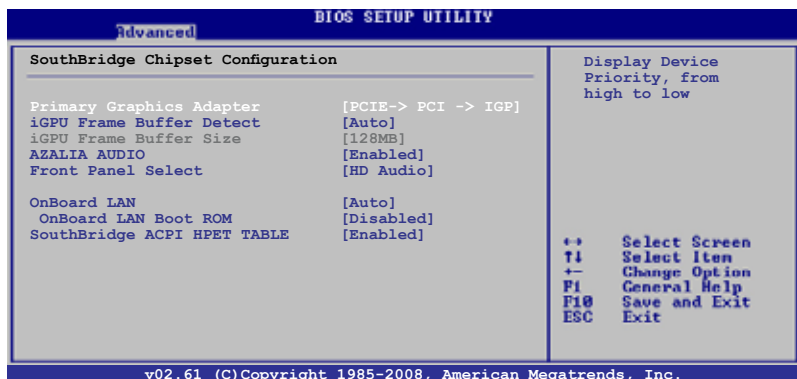 BIOS SETUP UTILITY
Advanced
SouthBridge Chipset Configuration
Primary Graphics Adapter [PCIE-> PCI -> IGP]
iGPU Frame Buffer Detect [Auto]
iGPU Frame Buffer Size [128MB]
AZALIA AUDIO [Enabled]
Front Panel Select [HD Audio]
OnBoard LAN [Auto]
OnBoard LAN Boot ROM [Disabled]
SouthBridge ACPI HPET TABLE [Enabled]
Display Device
Priority, from
high to low
↔ Select Screen
↑↓ Select Item
+- Change Option
F1 General Help
F10 Save and Exit
ESC Exit
v02.61 (C)Copyright 1985-2008, American Megatrends, Inc.